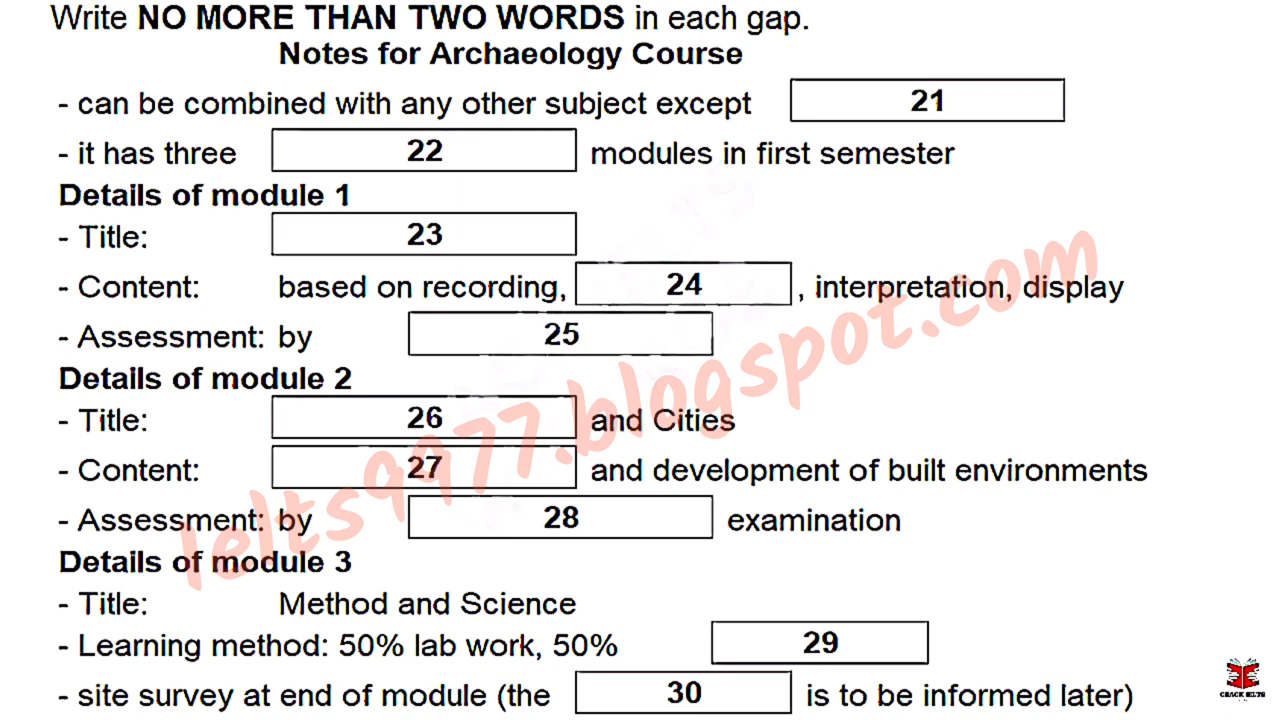 Write NO MORE THAN TWO WORDS in each gap.
Notes for Archaeology Course
- can be combined with any other subject except 21
- it has three 22 modules in first semester
Details of module 1
- Title: 23
- Content: based on recording, 24 , interpretation, display
- Assessment: by 25
Details of module 2
- Title: 26 and Cities
- Content: 27 and development of built environments
- Assessment: by 28 examination
Details of module 3
- Title: Method and Science
- Learning method: 50% lab work, 50% 29
- site survey at end of module (the 30 is to be informed later)
Ielts9977.blogspot.com
CRACK IELTS